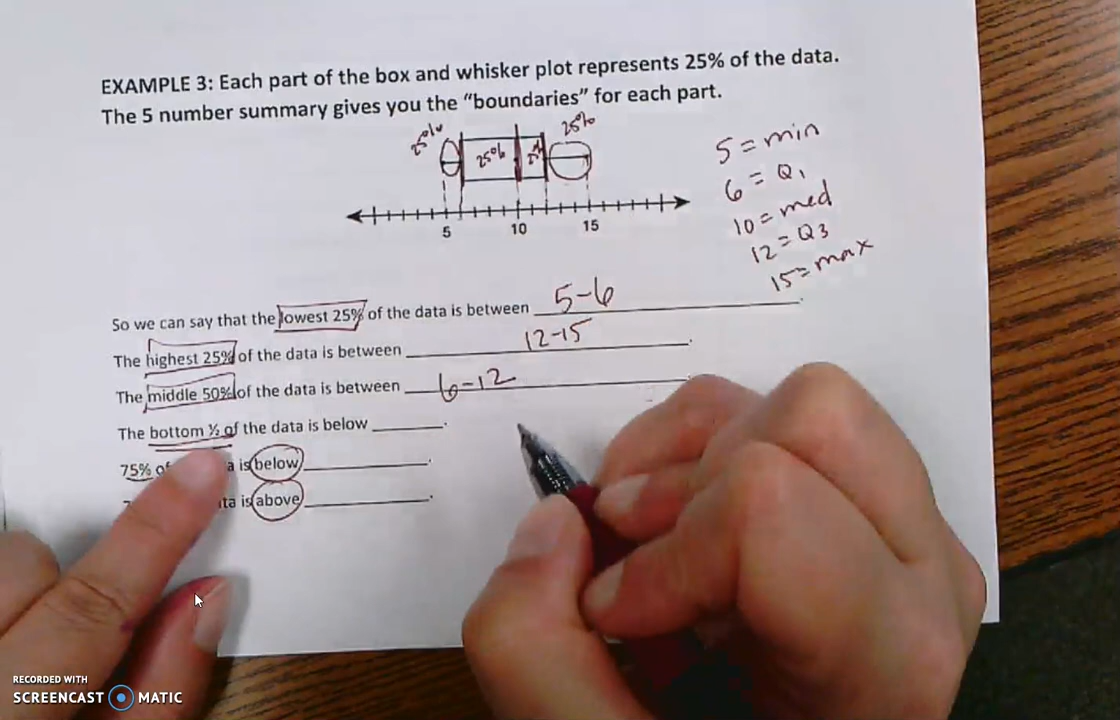 EXAMPLE 3: Each part of the box and whisker plot represents 25% of the data.
The 5 number summary gives you the “boundaries” for each part.
25%
25%
25%
5 = min
6 = Q1
10 = med
12 = Q3
15 = max
5 10 15
So we can say that the lowest 25% of the data is between 5-6.
The highest 25% of the data is between 12-15.
The middle 50% of the data is between 6-12
The bottom ½ of the data is below ______.
75% of a is below ______.
ta is above ______.
RECORDED WITH
SCREENCAST MATIC